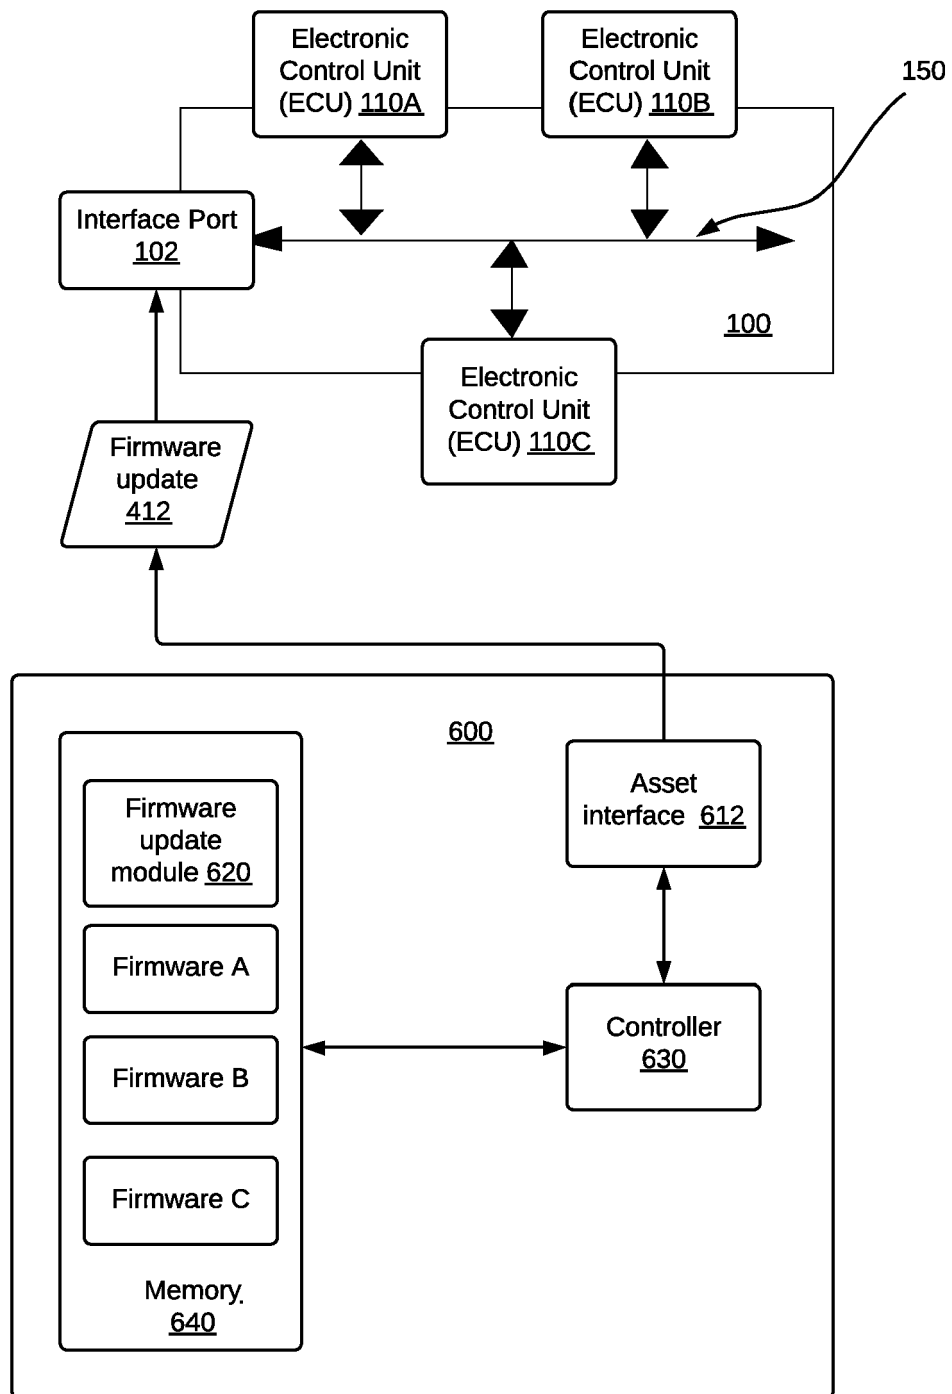 Electronic
Control Unit
(ECU) 110A
Electronic
Control Unit
(ECU) 110B
150
Interface Port
102
100
Electronic
Control Unit
(ECU) 110C
Firmware
update
412
600
Firmware
update
module 620
Asset
interface 612
Firmware A
Controller
630
Firmware B
Firmware C
Memory
640